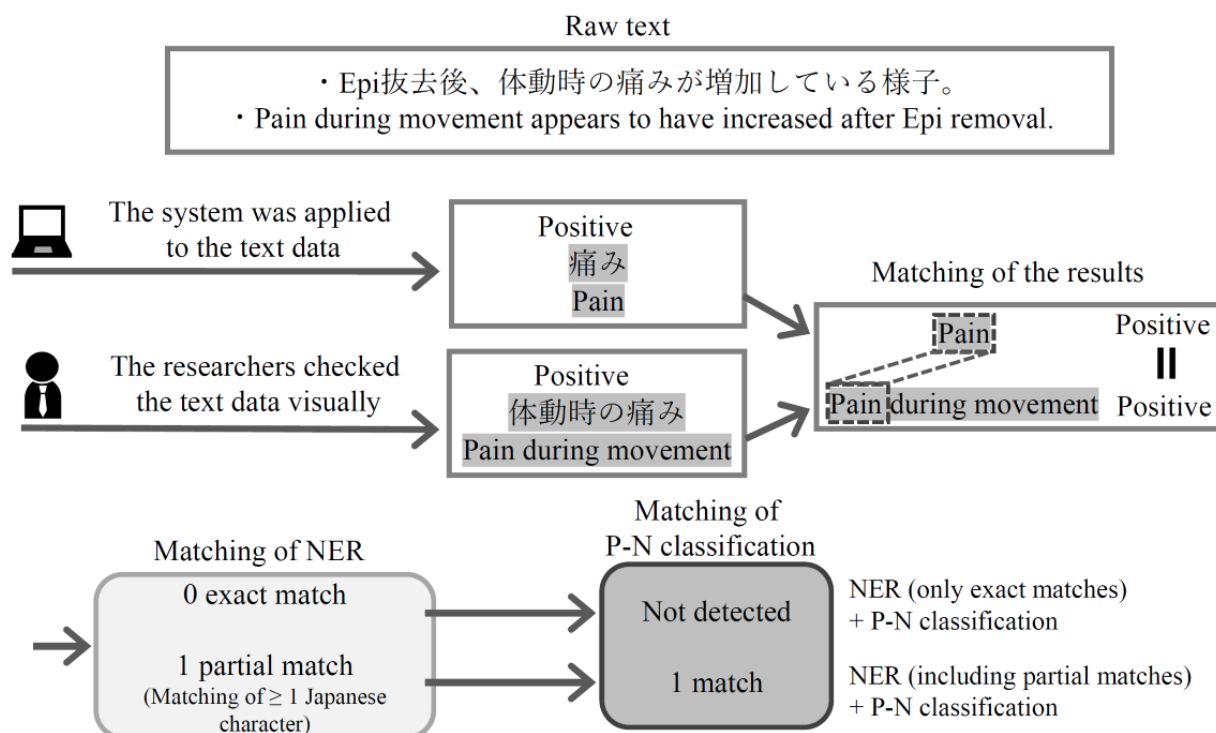 Raw text
・Epi抜去後、体動時の痛みが増加している様子。
・Pain during movement appears to have increased after Epi removal.
The system was applied
to the text data
Positive
痛み
Pain
The researchers checked
the text data visually
Positive
体動時の痛み
Pain during movement
Matching of the results
Pain
Positive
Pain during movement
Positive
Matching of NER
0 exact match
1 partial match
(Matching of ≥ 1 Japanese
character)
Matching of
P-N classification
Not detected
1 match
NER (only exact matches)
+ P-N classification
NER (including partial matches)
+ P-N classification